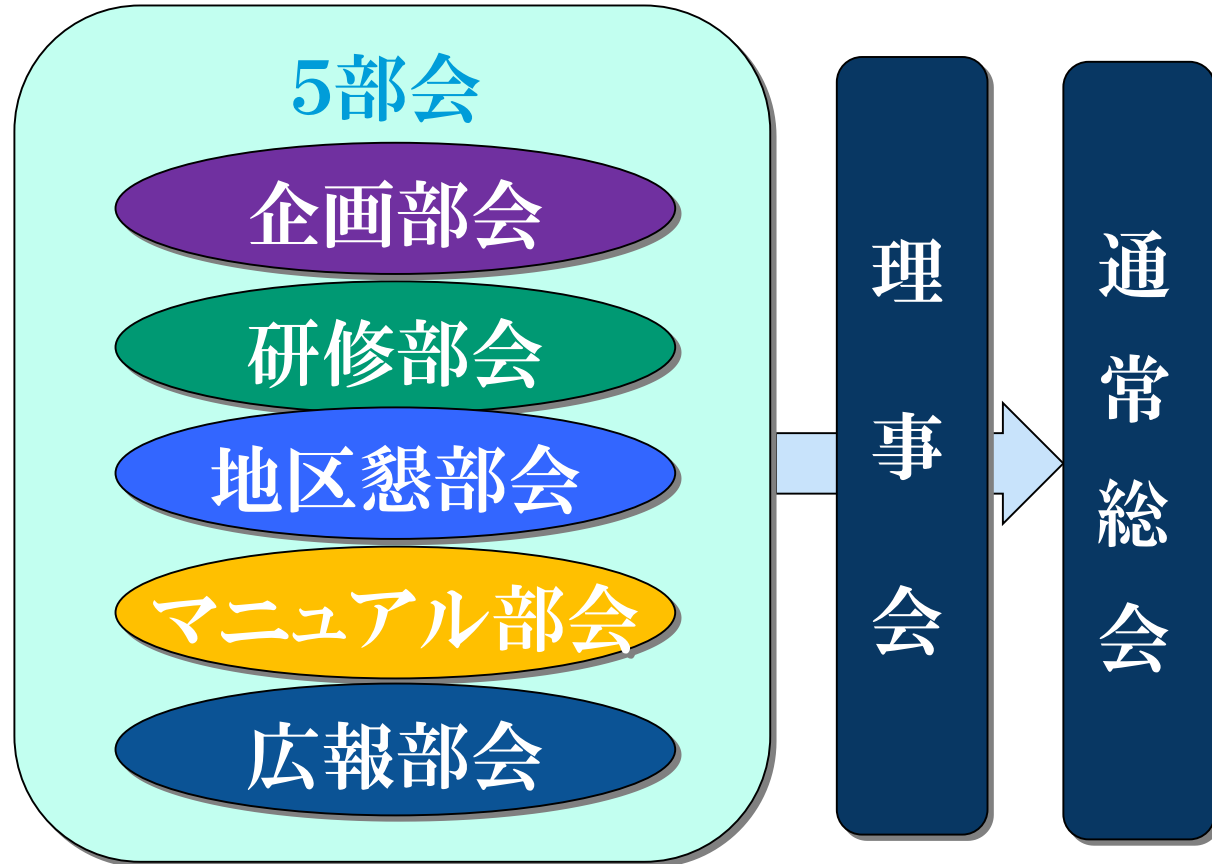 5部会
企画部会
研修部会
地区懇部会
マニュアル部会
広報部会
理事会
通常総会